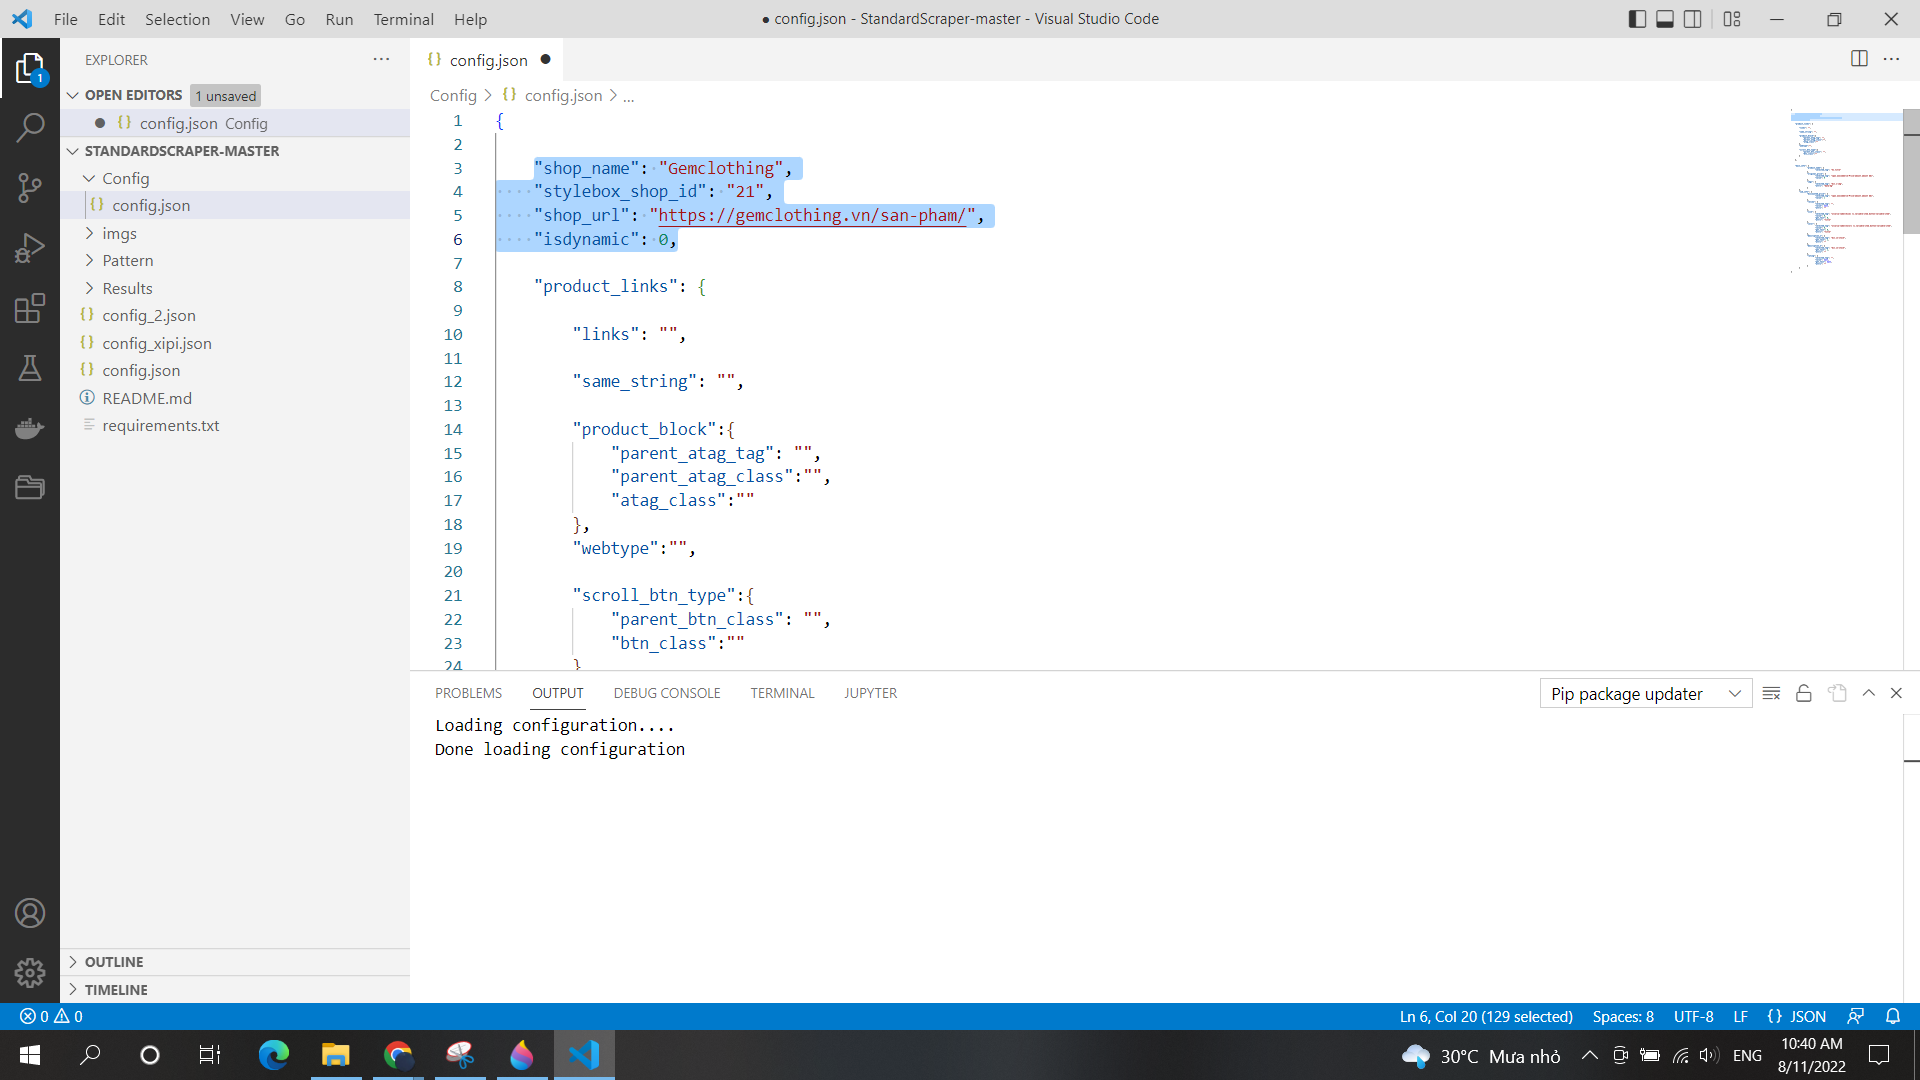 File Edit Selection View Go Run Terminal Help
● config.json - StandardScraper-master - Visual Studio Code
EXPLORER
OPEN EDITORS 1 unsaved
config.json Config
STANDARDSCRAPER-MASTER
Config
config.json
imgs
Pattern
Results
config_2.json
config_xipi.json
config.json
README.md
requirements.txt
OUTLINE
TIMELINE
1
{} config.json ●
Config > {} config.json > ...
1 {
2
3 "shop_name": "Gemclothing",
4 "stylebox_shop_id": "21",
5 "shop_url": "https://gemclothing.vn/san-pham/",
6 "isdynamic": 0,
7
8 "product_links": {
9
10 "links": "",
11
12 "same_string": "",
13
14 "product_block":{
15 "parent_atag_tag": "",
16 "parent_atag_class":"",
17 "atag_class":""
18 },
19 "webtype":"",
20
21 "scroll_btn_type":{
22 "parent_btn_class": "",
23 "btn_class":""
24 }
PROBLEMS OUTPUT DEBUG CONSOLE TERMINAL JUPYTER
Pip package updater
Loading configuration....
Done loading configuration
0 0
Ln 6, Col 20 (129 selected) Spaces: 8 UTF-8 LF {} JSON
30°C Mưa nhỏ
ENG
10:40 AM
8/11/2022